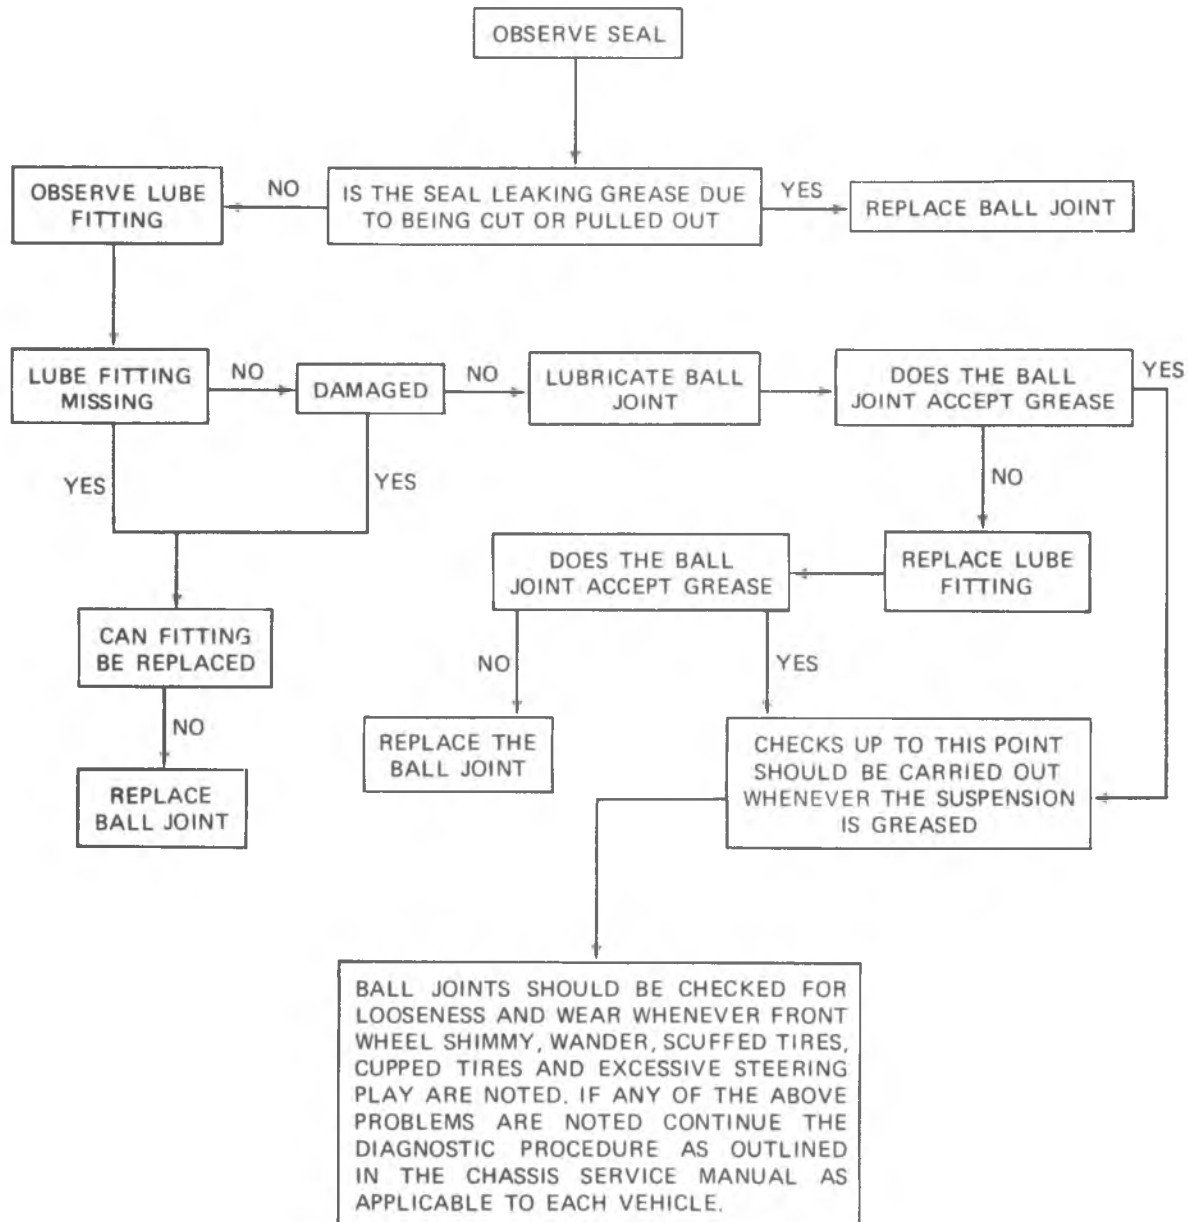 OBSERVE SEAL
IS THE SEAL LEAKING GREASE DUE
TO BEING CUT OR PULLED OUT
NO
YES
OBSERVE LUBE
FITTING
REPLACE BALL JOINT
LUBE FITTING
MISSING
NO
DAMAGED
NO
LUBRICATE BALL
JOINT
DOES THE BALL
JOINT ACCEPT GREASE
YES
YES
YES
NO
DOES THE BALL
JOINT ACCEPT GREASE
REPLACE LUBE
FITTING
CAN FITTING
BE REPLACED
NO
YES
NO
REPLACE THE
BALL JOINT
CHECKS UP TO THIS POINT
SHOULD BE CARRIED OUT
WHENEVER THE SUSPENSION
IS GREASED
REPLACE
BALL JOINT
BALL JOINTS SHOULD BE CHECKED FOR
LOOSENESS AND WEAR WHENEVER FRONT
WHEEL SHIMMY, WANDER, SCUFFED TIRES,
CUPPED TIRES AND EXCESSIVE STEERING
PLAY ARE NOTED. IF ANY OF THE ABOVE
PROBLEMS ARE NOTED CONTINUE THE
DIAGNOSTIC PROCEDURE AS OUTLINED
IN THE CHASSIS SERVICE MANUAL AS
APPLICABLE TO EACH VEHICLE.